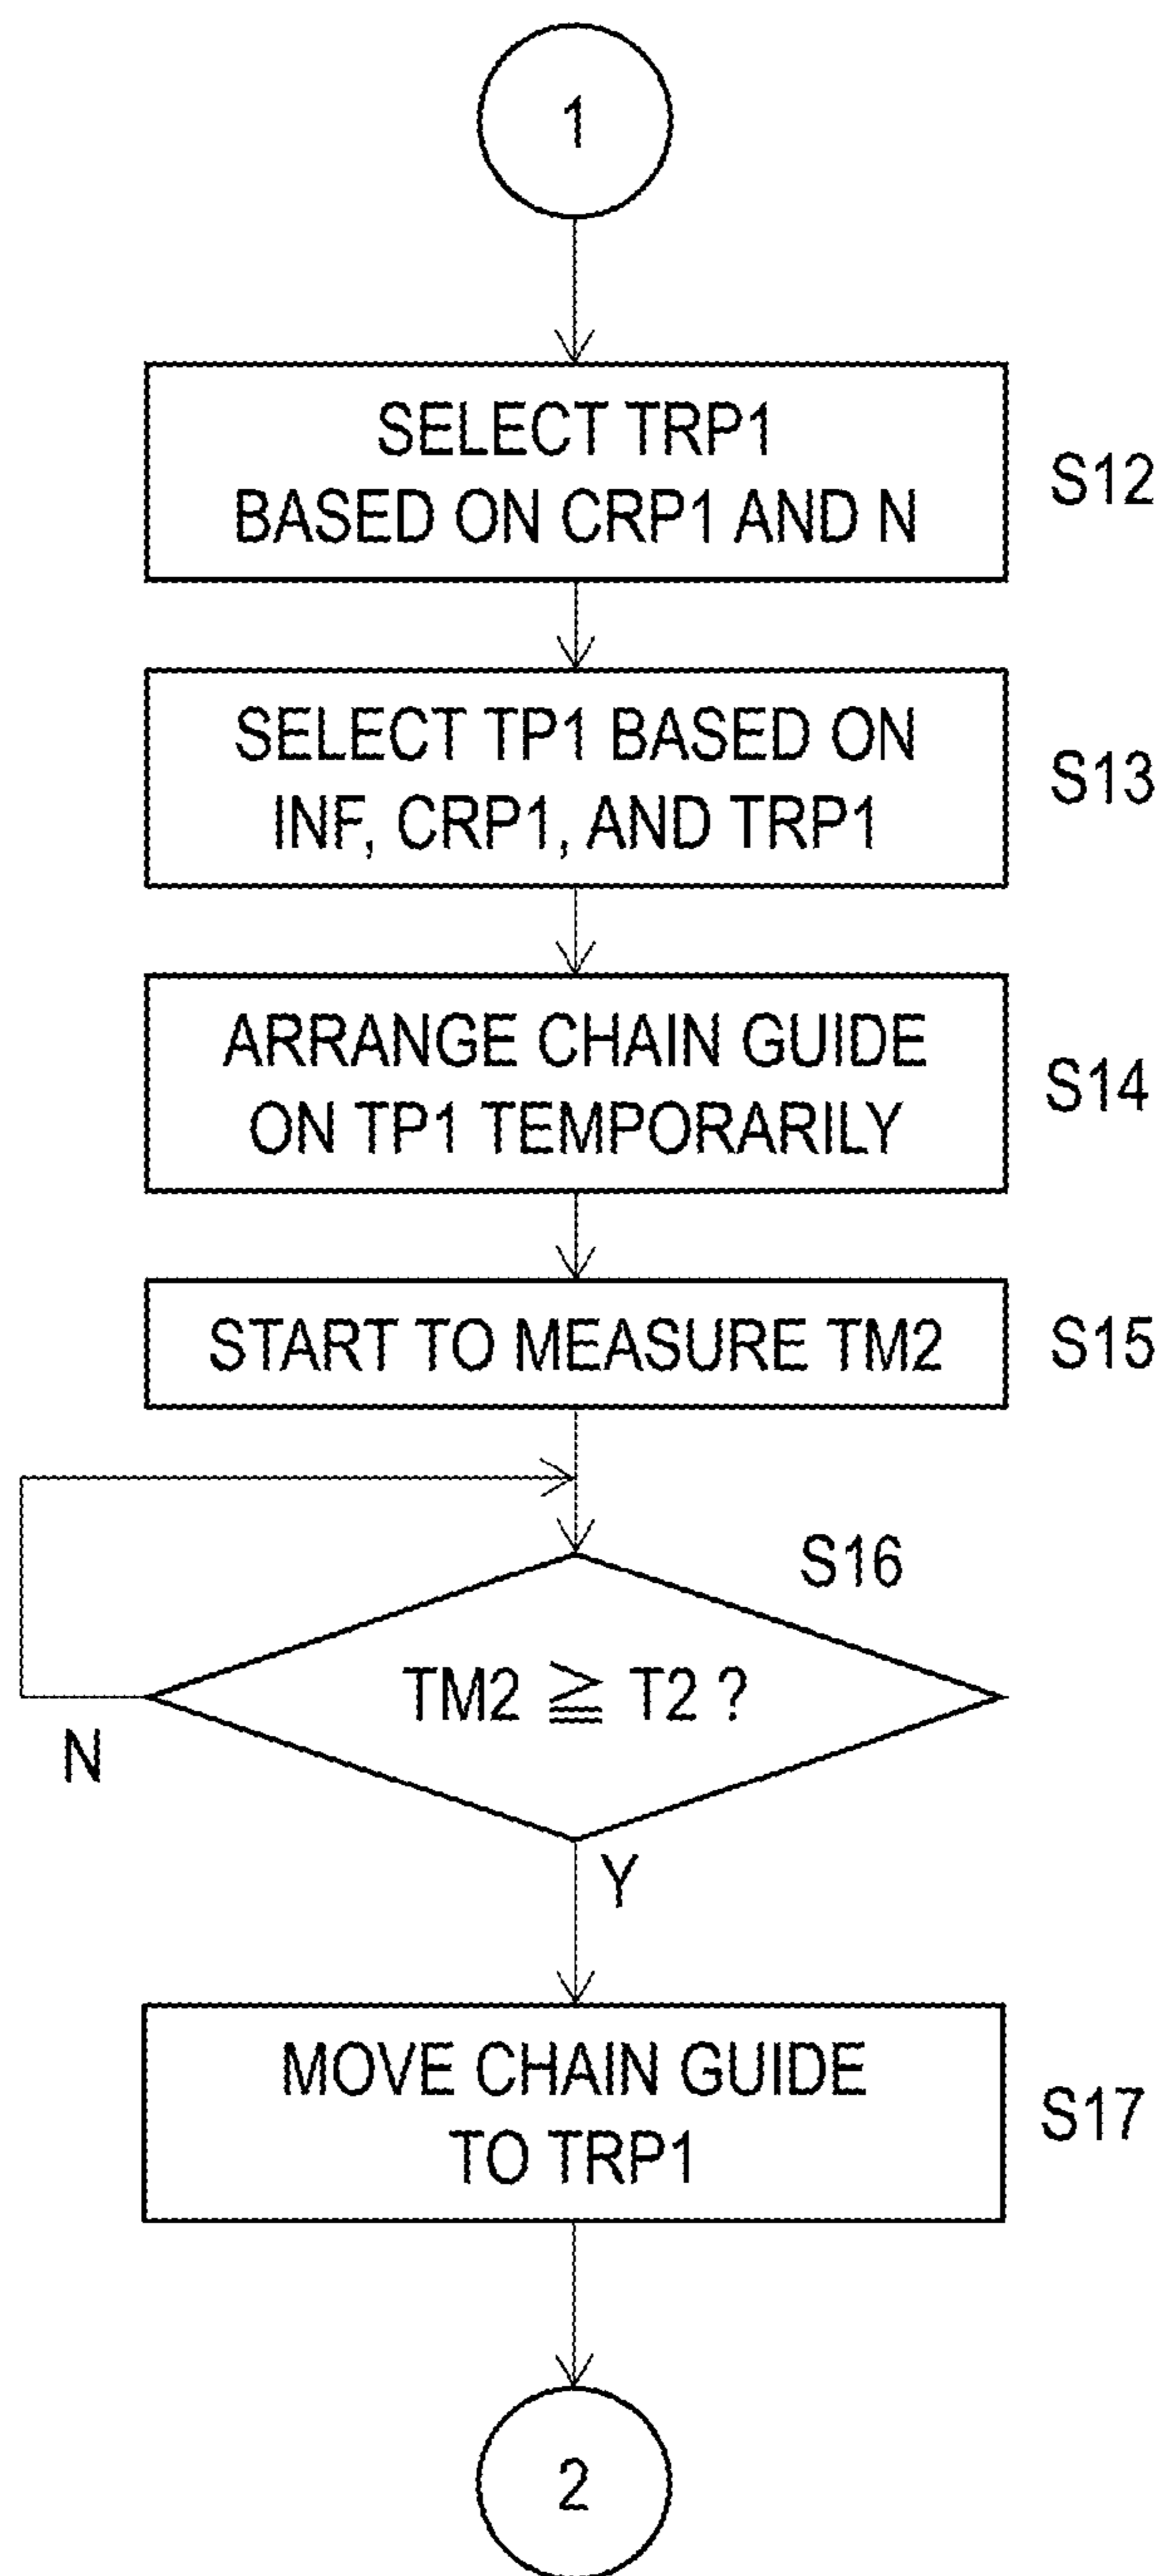 1
SELECT TRP1
BASED ON CRP1 AND N
S12
SELECT TP1 BASED ON
INF, CRP1, AND TRP1
S13
ARRANGE CHAIN GUIDE
ON TP1 TEMPORARILY
S14
START TO MEASURE TM2
S15
S16
TM2 ≧ T2 ?
N
Y
MOVE CHAIN GUIDE
TO TRP1
S17
2